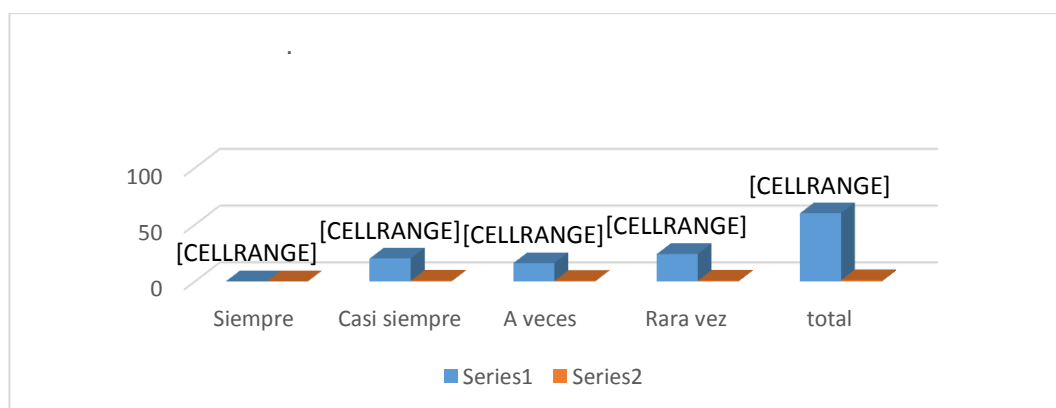 .
[CELLRANGE]
100
[CELLRANGE] [CELLRANGE] [CELLRANGE]
50
[CELLRANGE]
0
Siempre Casi siempre A veces Rara vez total
Series1 Series2